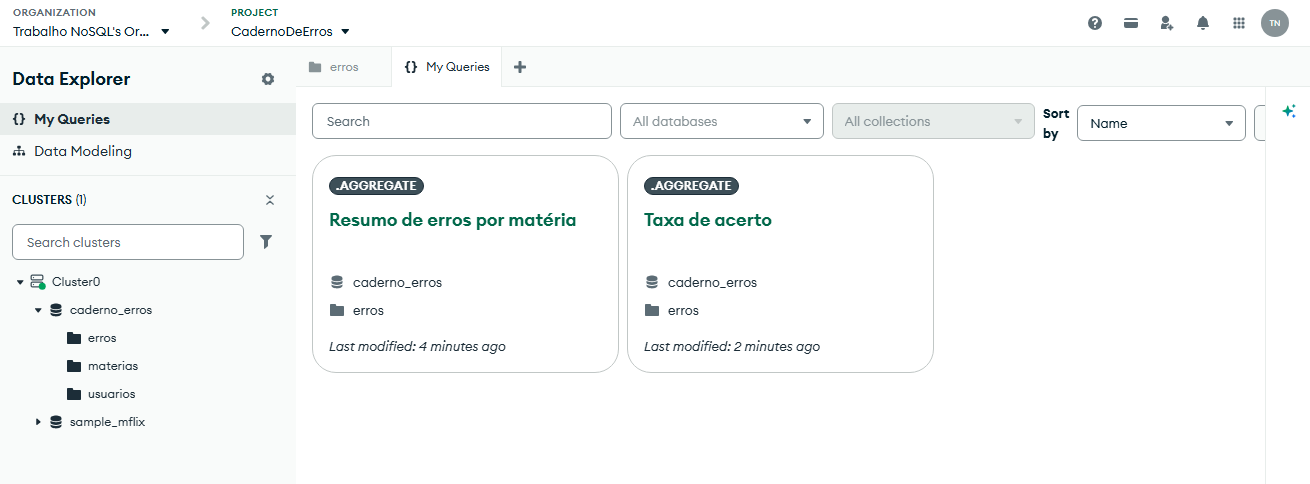 ORGANIZATION
Trabalho NoSQL's Or...
PROJECT
CadernoDeErros
TN
Data Explorer
erros
{} My Queries
{} My Queries
Data Modeling
Search
All databases
All collections
Sort by
Name
CLUSTERS (1)
Search clusters
Cluster0
caderno_erros
erros
materias
usuarios
sample_mflix
.AGGREGATE
Resumo de erros por matéria
caderno_erros
erros
Last modified: 4 minutes ago
.AGGREGATE
Taxa de acerto
caderno_erros
erros
Last modified: 2 minutes ago